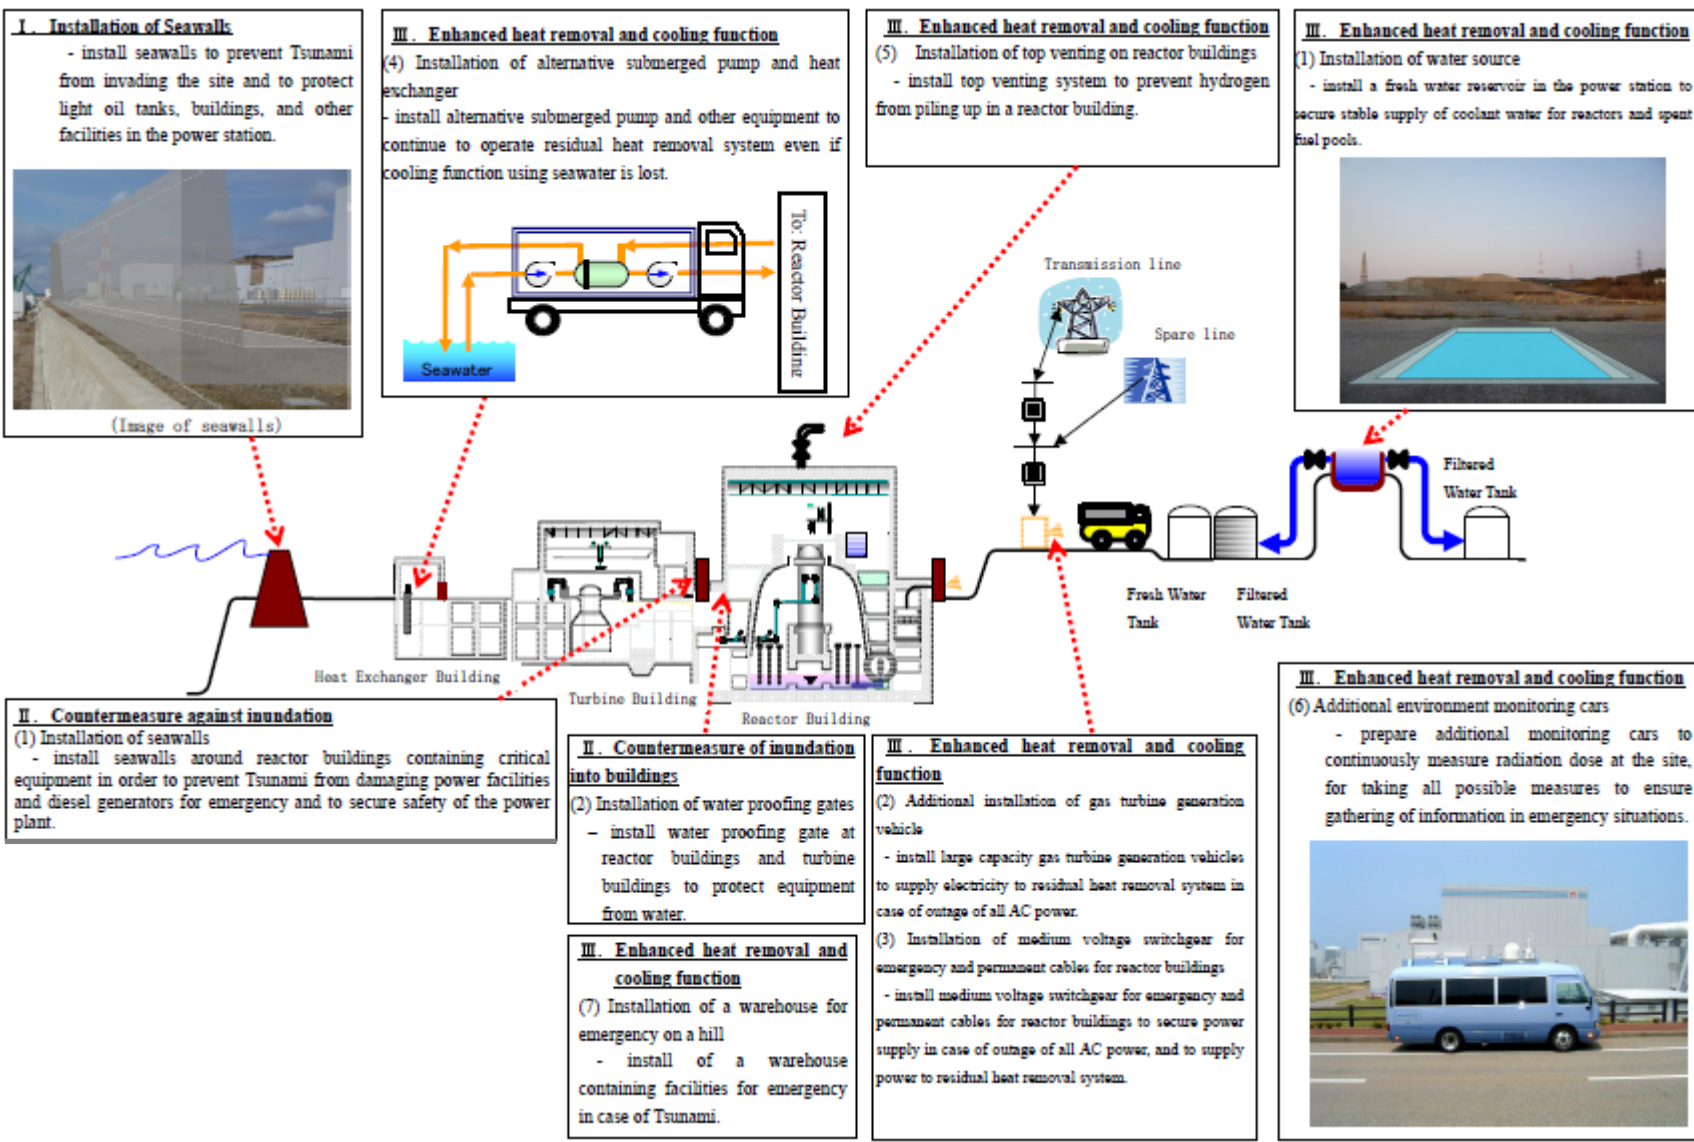 Ⅰ. Installation of Seawalls
- install seawalls to prevent Tsunami
from invading the site and to protect
light oil tanks, buildings, and other
facilities in the power station.
(Image of seawalls)
Ⅲ. Enhanced heat removal and cooling function
(4) Installation of alternative submerged pump and heat
exchanger
- install alternative submerged pump and other equipment to
continue to operate residual heat removal system even if
cooling function using seawater is lost.
To: Reactor Building
Seawater
Ⅲ. Enhanced heat removal and cooling function
(5) Installation of top venting on reactor buildings
- install top venting system to prevent hydrogen
from piling up in a reactor building.
Ⅲ. Enhanced heat removal and cooling function
(1) Installation of water source
- install a fresh water reservoir in the power station to
secure stable supply of coolant water for reactors and spent
fuel pools.
Transmission line
Spare line
Filtered
Water Tank
Fresh Water
Tank
Filtered
Water Tank
Heat Exchanger Building
Turbine Building
Reactor Building
Ⅱ. Countermeasure against inundation
(1) Installation of seawalls
- install seawalls around reactor buildings containing critical
equipment in order to prevent Tsunami from damaging power facilities
and diesel generators for emergency and to secure safety of the power
plant.
Ⅱ. Countermeasure of inundation
into buildings
(2) Installation of water proofing gates
– install water proofing gate at
reactor buildings and turbine
buildings to protect equipment
from water.
Ⅲ. Enhanced heat removal and
cooling function
(7) Installation of a warehouse for
emergency on a hill
- install of a warehouse
containing facilities for emergency
in case of Tsunami.
Ⅲ. Enhanced heat removal and cooling
function
(2) Additional installation of gas turbine generation
vehicle
- install large capacity gas turbine generation vehicles
to supply electricity to residual heat removal system in
case of outage of all AC power.
(3) Installation of medium voltage switchgear for
emergency and permanent cables for reactor buildings
- install medium voltage switchgear for emergency and
permanent cables for reactor buildings to secure power
supply in case of outage of all AC power, and to supply
power to residual heat removal system.
Ⅲ. Enhanced heat removal and cooling function
(6) Additional environment monitoring cars
- prepare additional monitoring cars to
continuously measure radiation dose at the site,
for taking all possible measures to ensure
gathering of information in emergency situations.